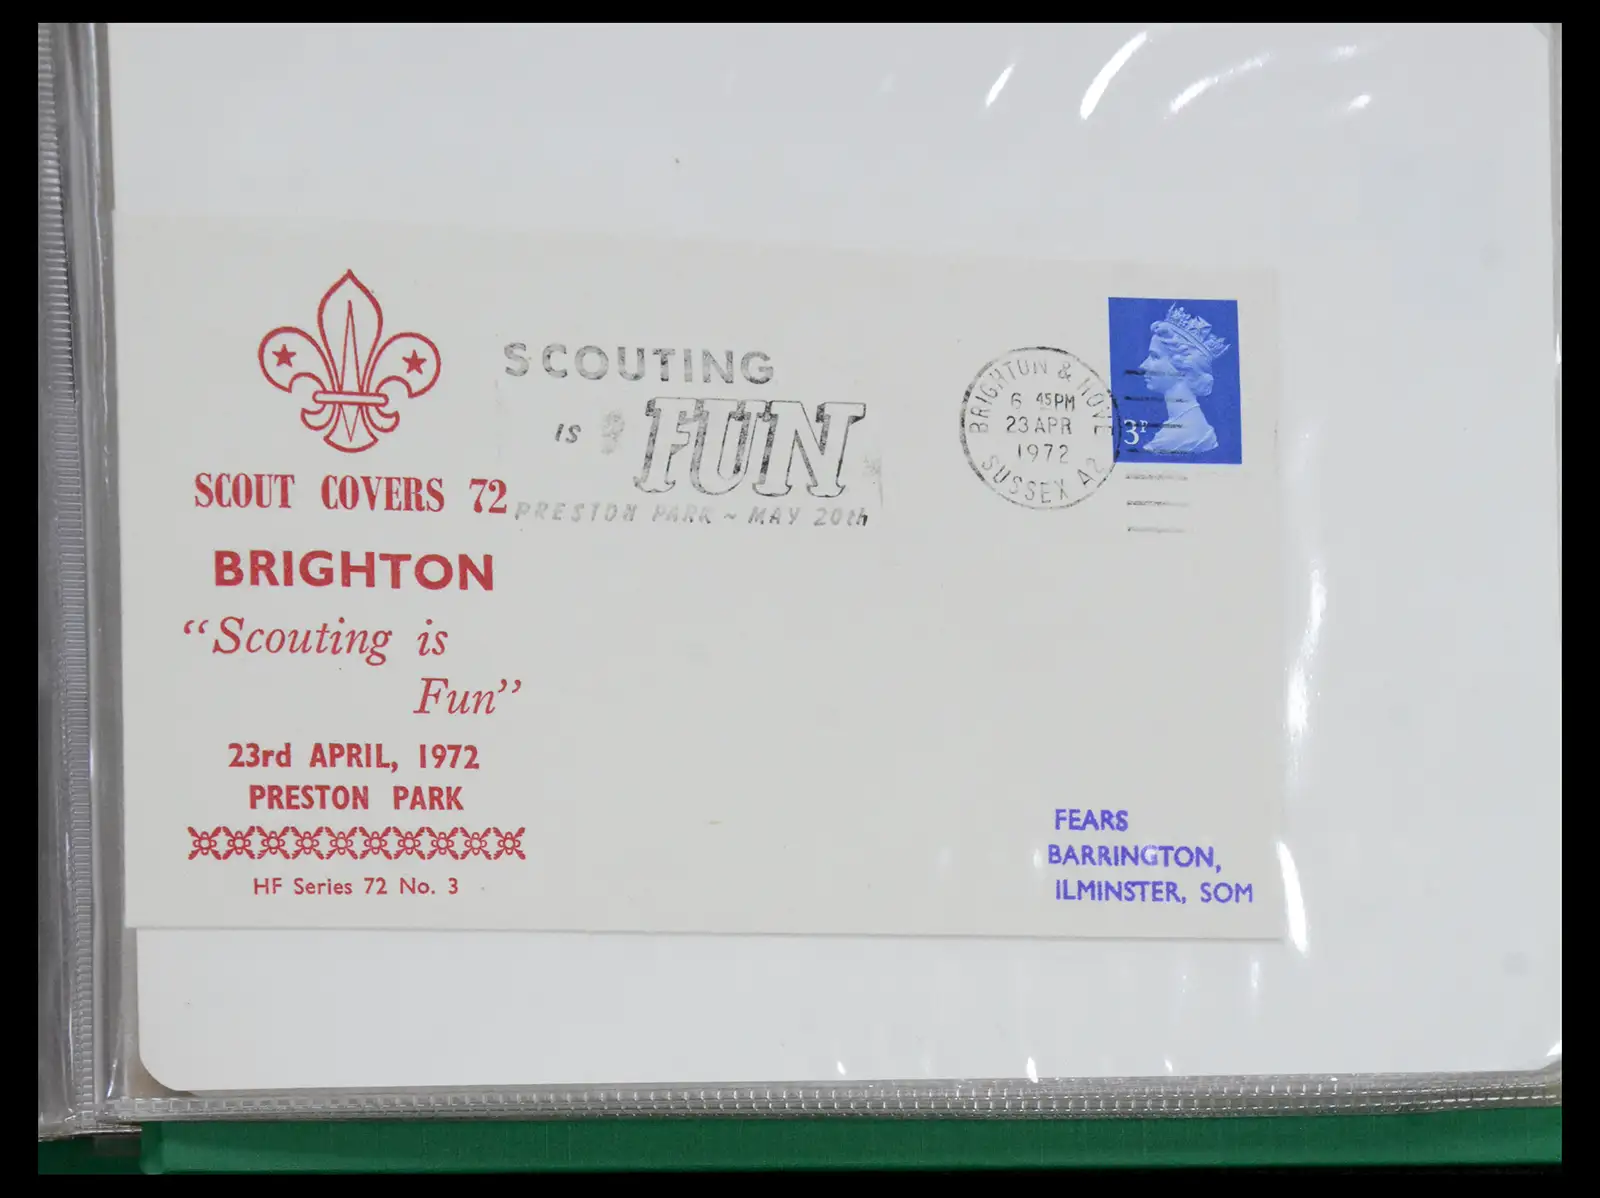 SCOUT COVERS 72
BRIGHTON
“Scouting is
Fun”
23rd APRIL, 1972
PRESTON PARK
HF Series 72 No. 3
SCOUTING
IS FUN
PRESTON PARK ~ MAY 20th
BRIGHTON & HOVE
6 45PM
23 APR
1972
SUSSEX A2
3P
FEARS
BARRINGTON,
ILMINSTER, SOM